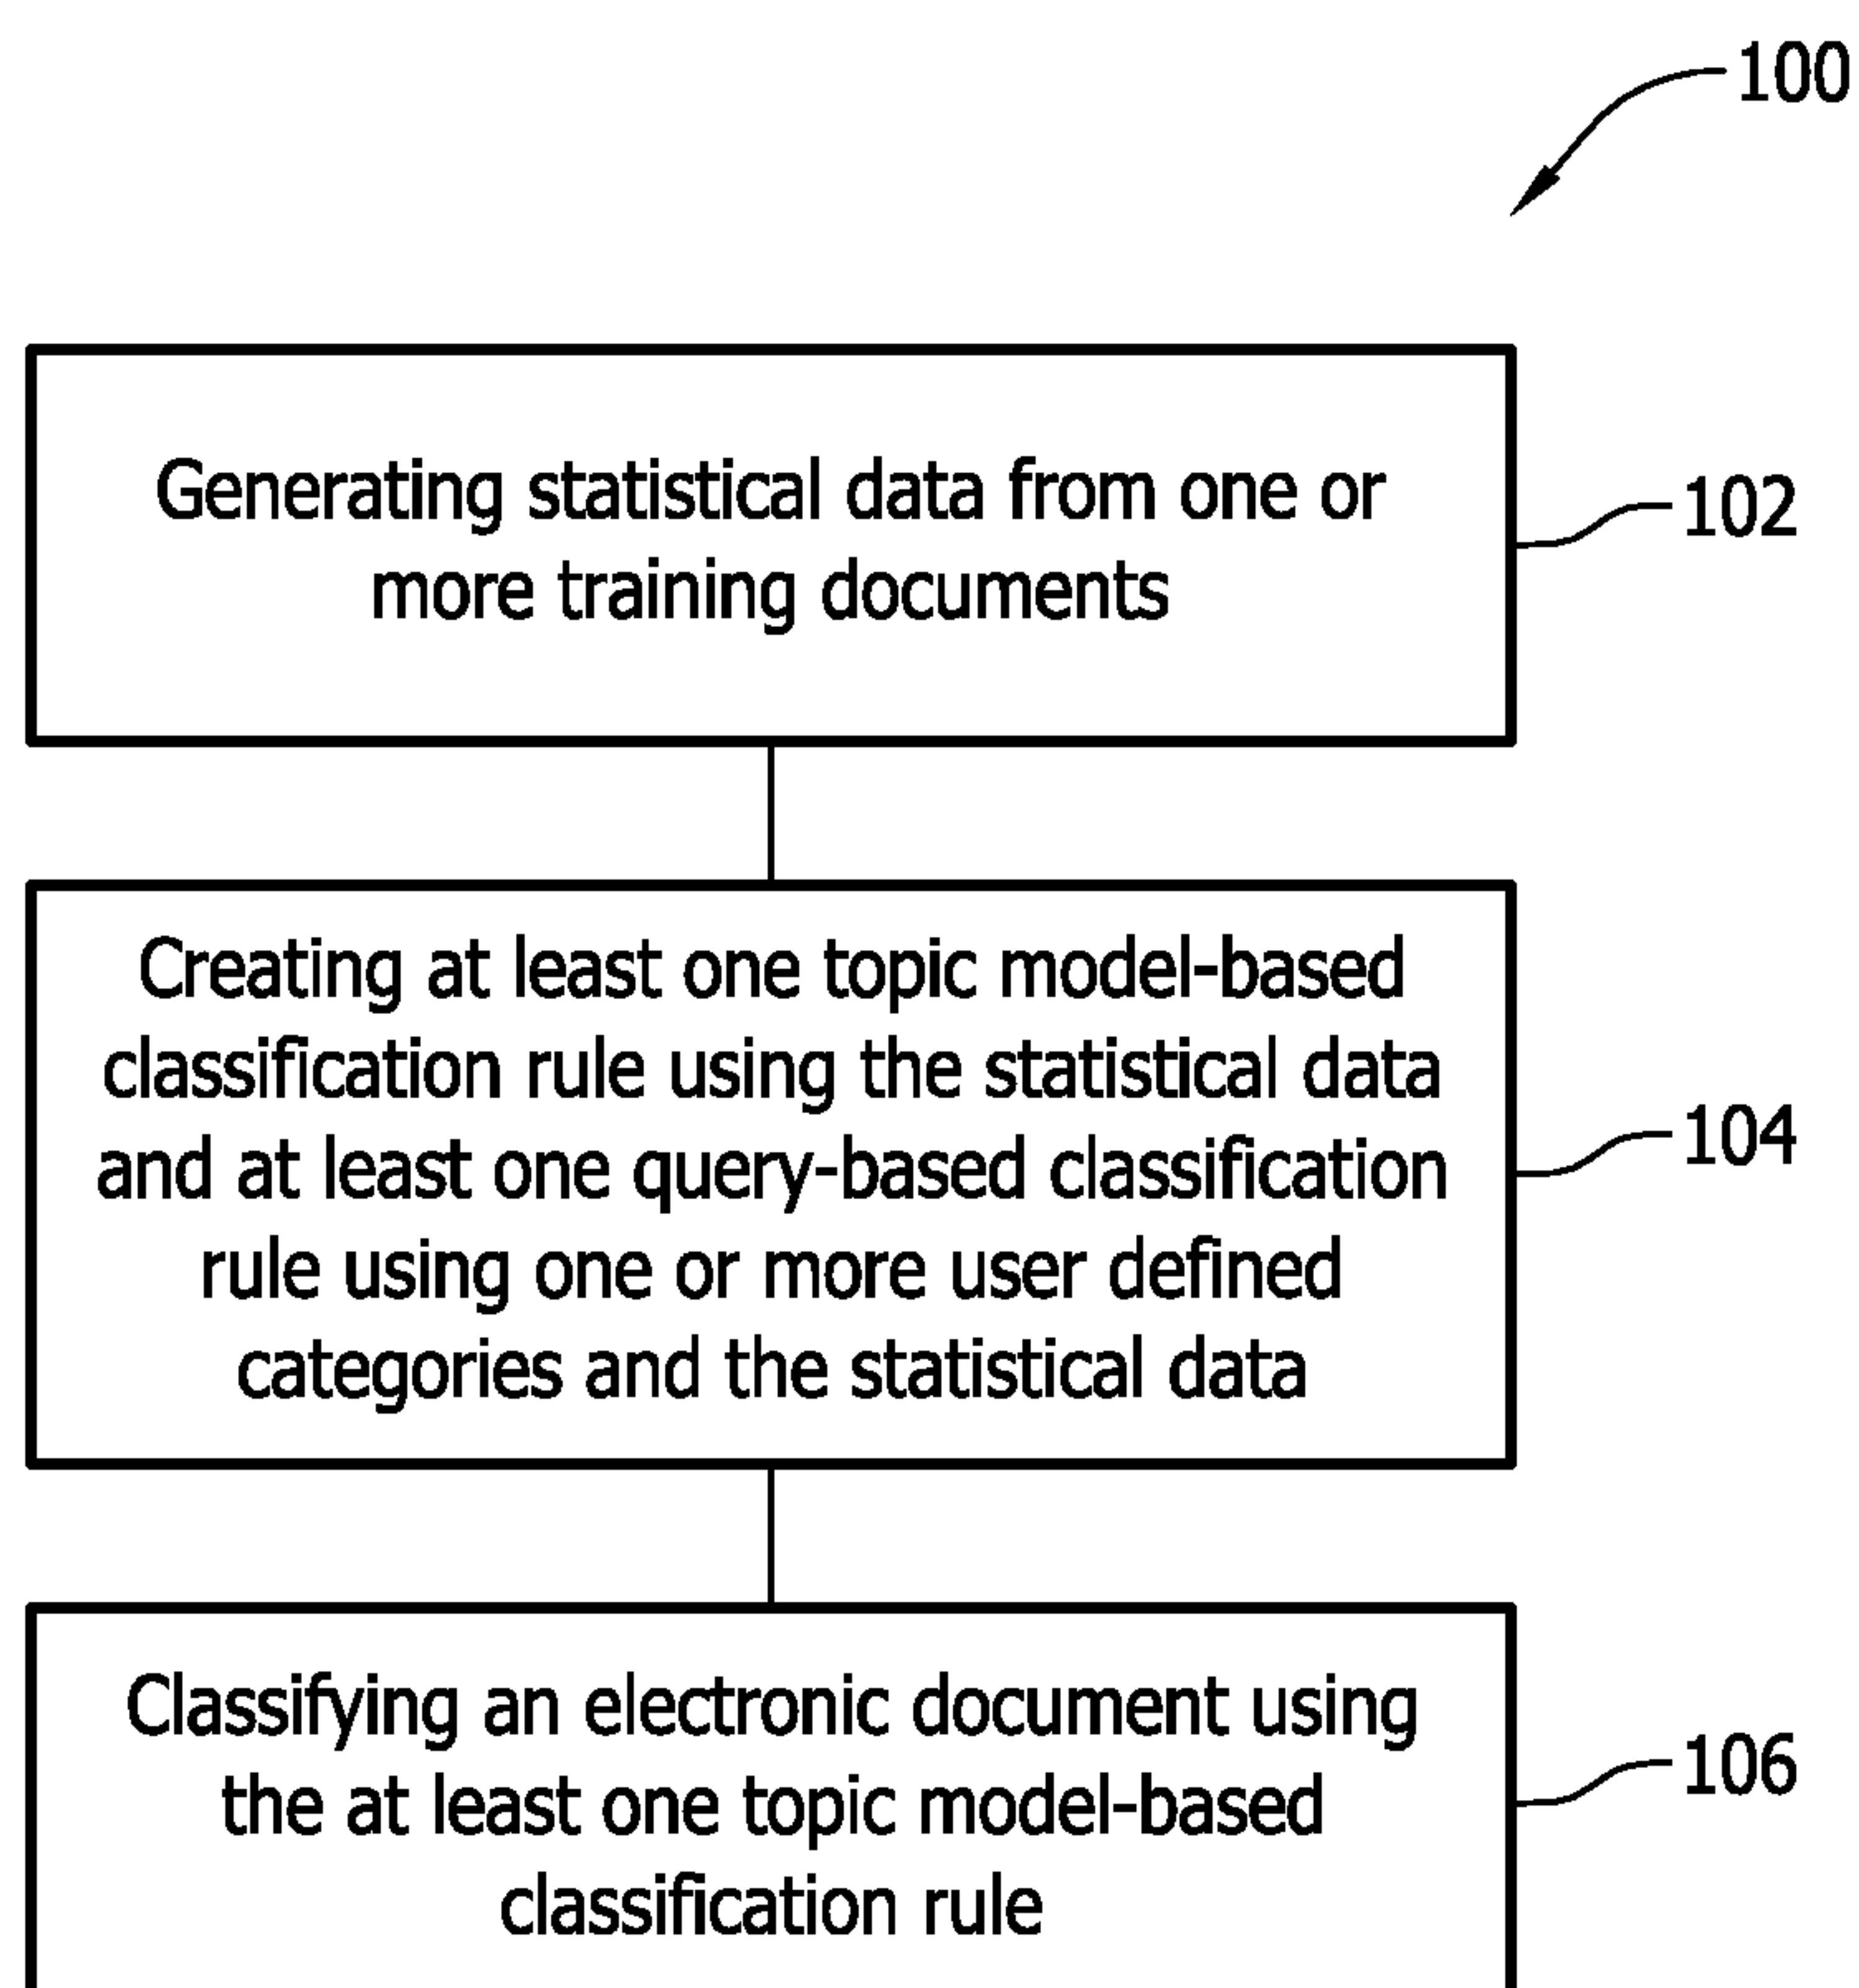 100
Generating statistical data from one or
more training documents
102
Creating at least one topic model-based
classification rule using the statistical data
and at least one query-based classification
rule using one or more user defined
categories and the statistical data
104
Classifying an electronic document using
the at least one topic model-based
classification rule
106